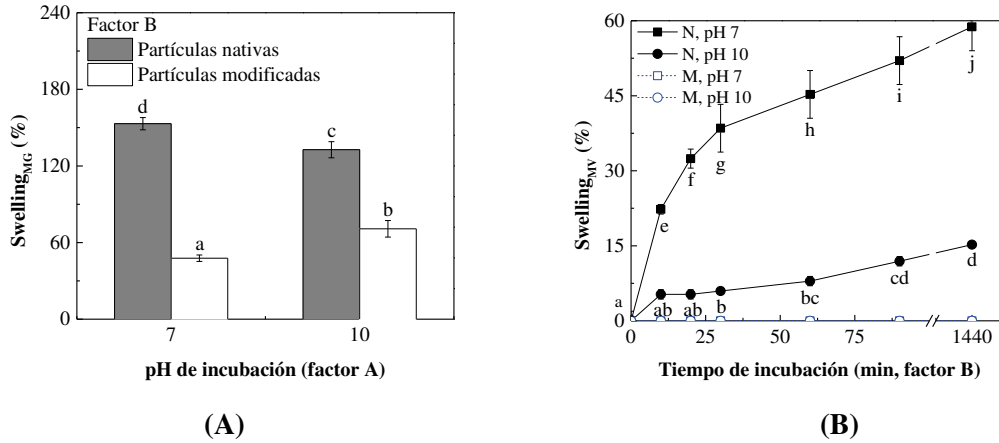 Swelling_MG (%)
240
180
120
60
0
Factor B
Partículas nativas
Partículas modificadas
d
a
c
b
7
10
pH de incubación (factor A)
(A)
Swelling_MV (%)
60
45
30
15
0
N, pH 7
N, pH 10
M, pH 7
M, pH 10
e
f
g
h
i
j
a
ab
ab
b
bc
cd
d
0
25
50
75
1440
Tiempo de incubación (min, factor B)
(B)